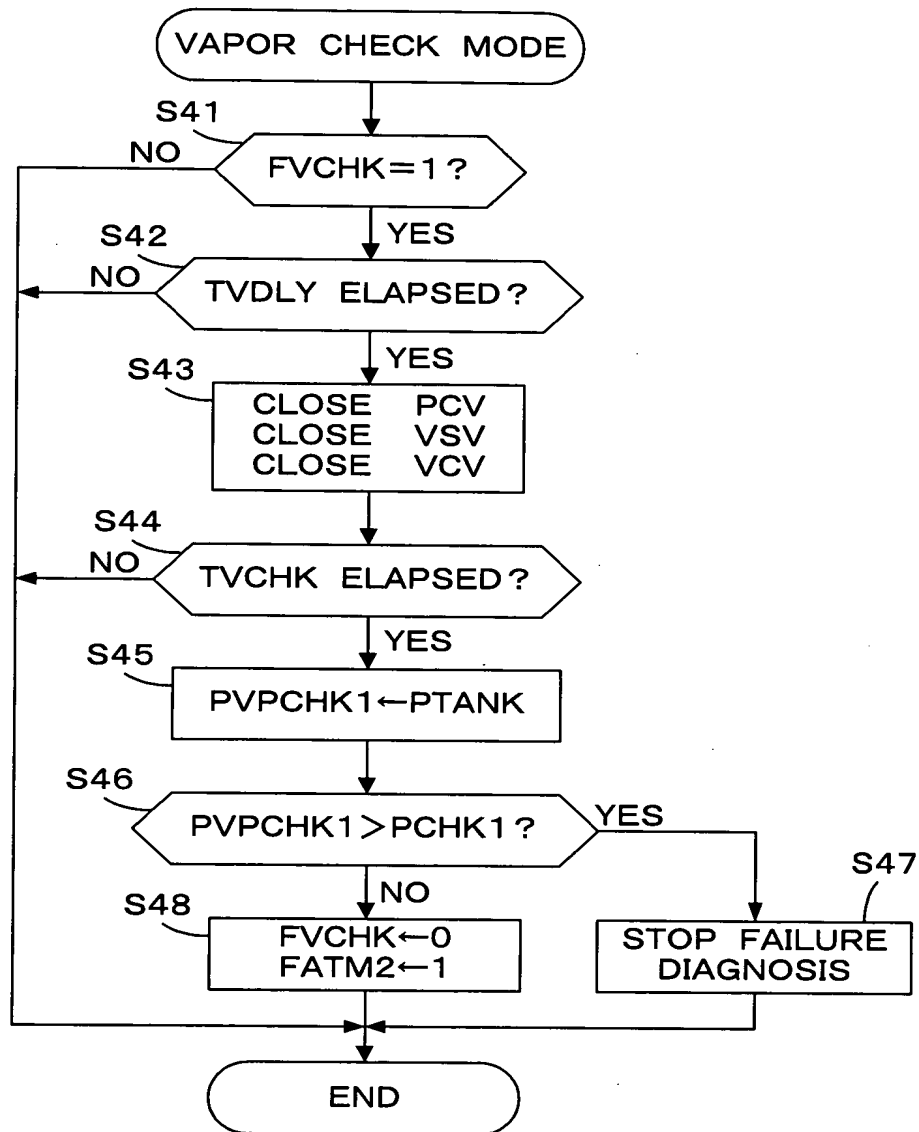 VAPOR CHECK MODE
S41
NO
FVCHK=1?
YES
S42
NO
TVDLY ELAPSED?
YES
S43
CLOSE PCV
CLOSE VSV
CLOSE VCV
S44
NO
TVCHK ELAPSED?
YES
S45
PVPCHK1←PTANK
S46
PVPCHK1>PCHK1?
YES
NO
S47
S48
FVCHK←0
FATM2←1
STOP FAILURE
DIAGNOSIS
END